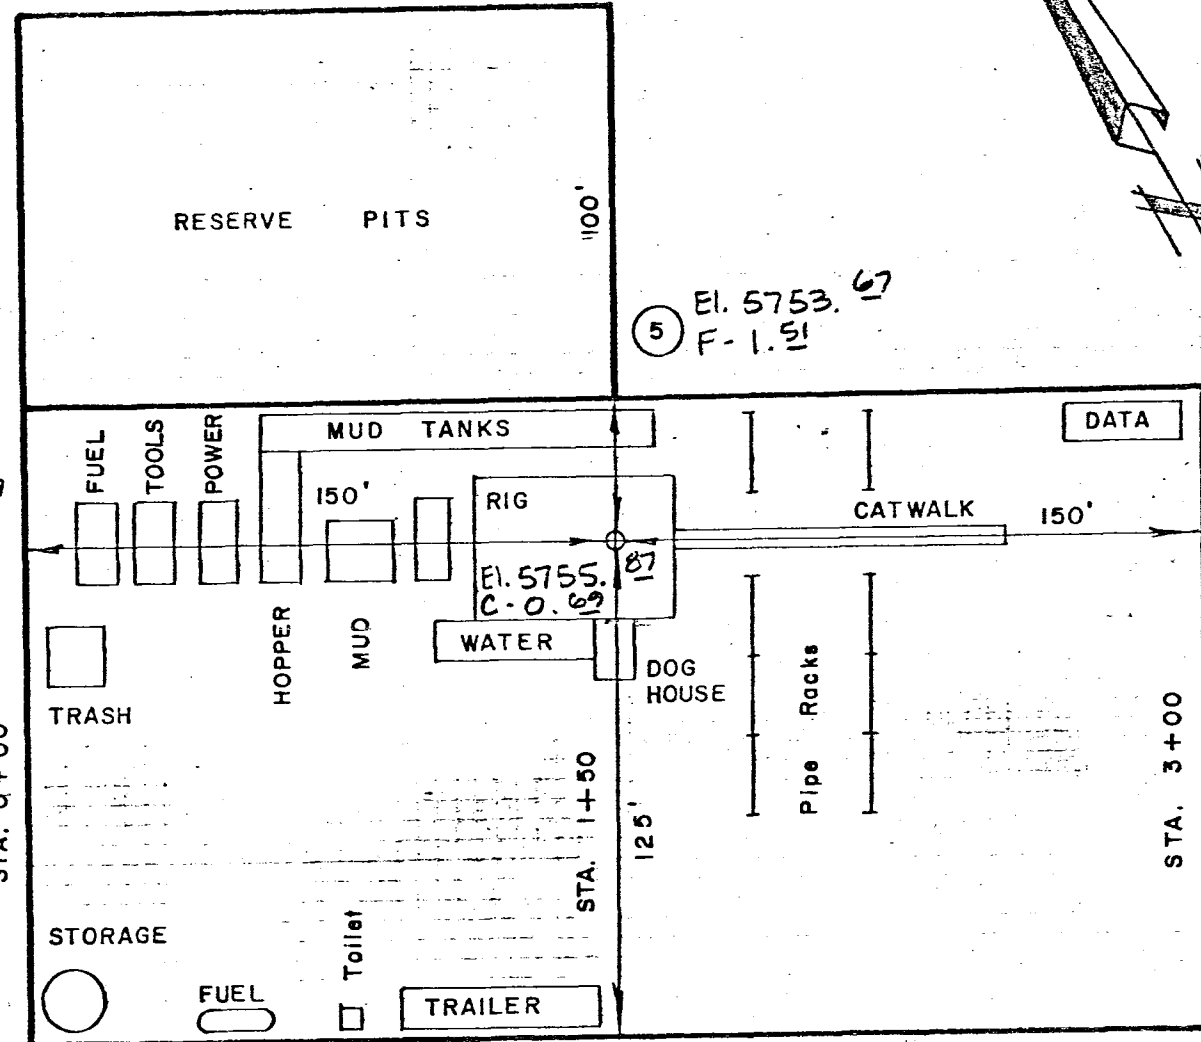 RESERVE PITS
100'
5
El. 5753.67
F-1.51
FUEL
TOOLS
POWER
MUD TANKS
DATA
150'
RIG
CATWALK
150'
El. 5755.87
C-0.69
HOPPER
MUD
WATER
DOG
HOUSE
TRASH
Pipe Racks
STA. 1+50
125'
STA. 3+00
STORAGE
Toilet
FUEL
TRAILER